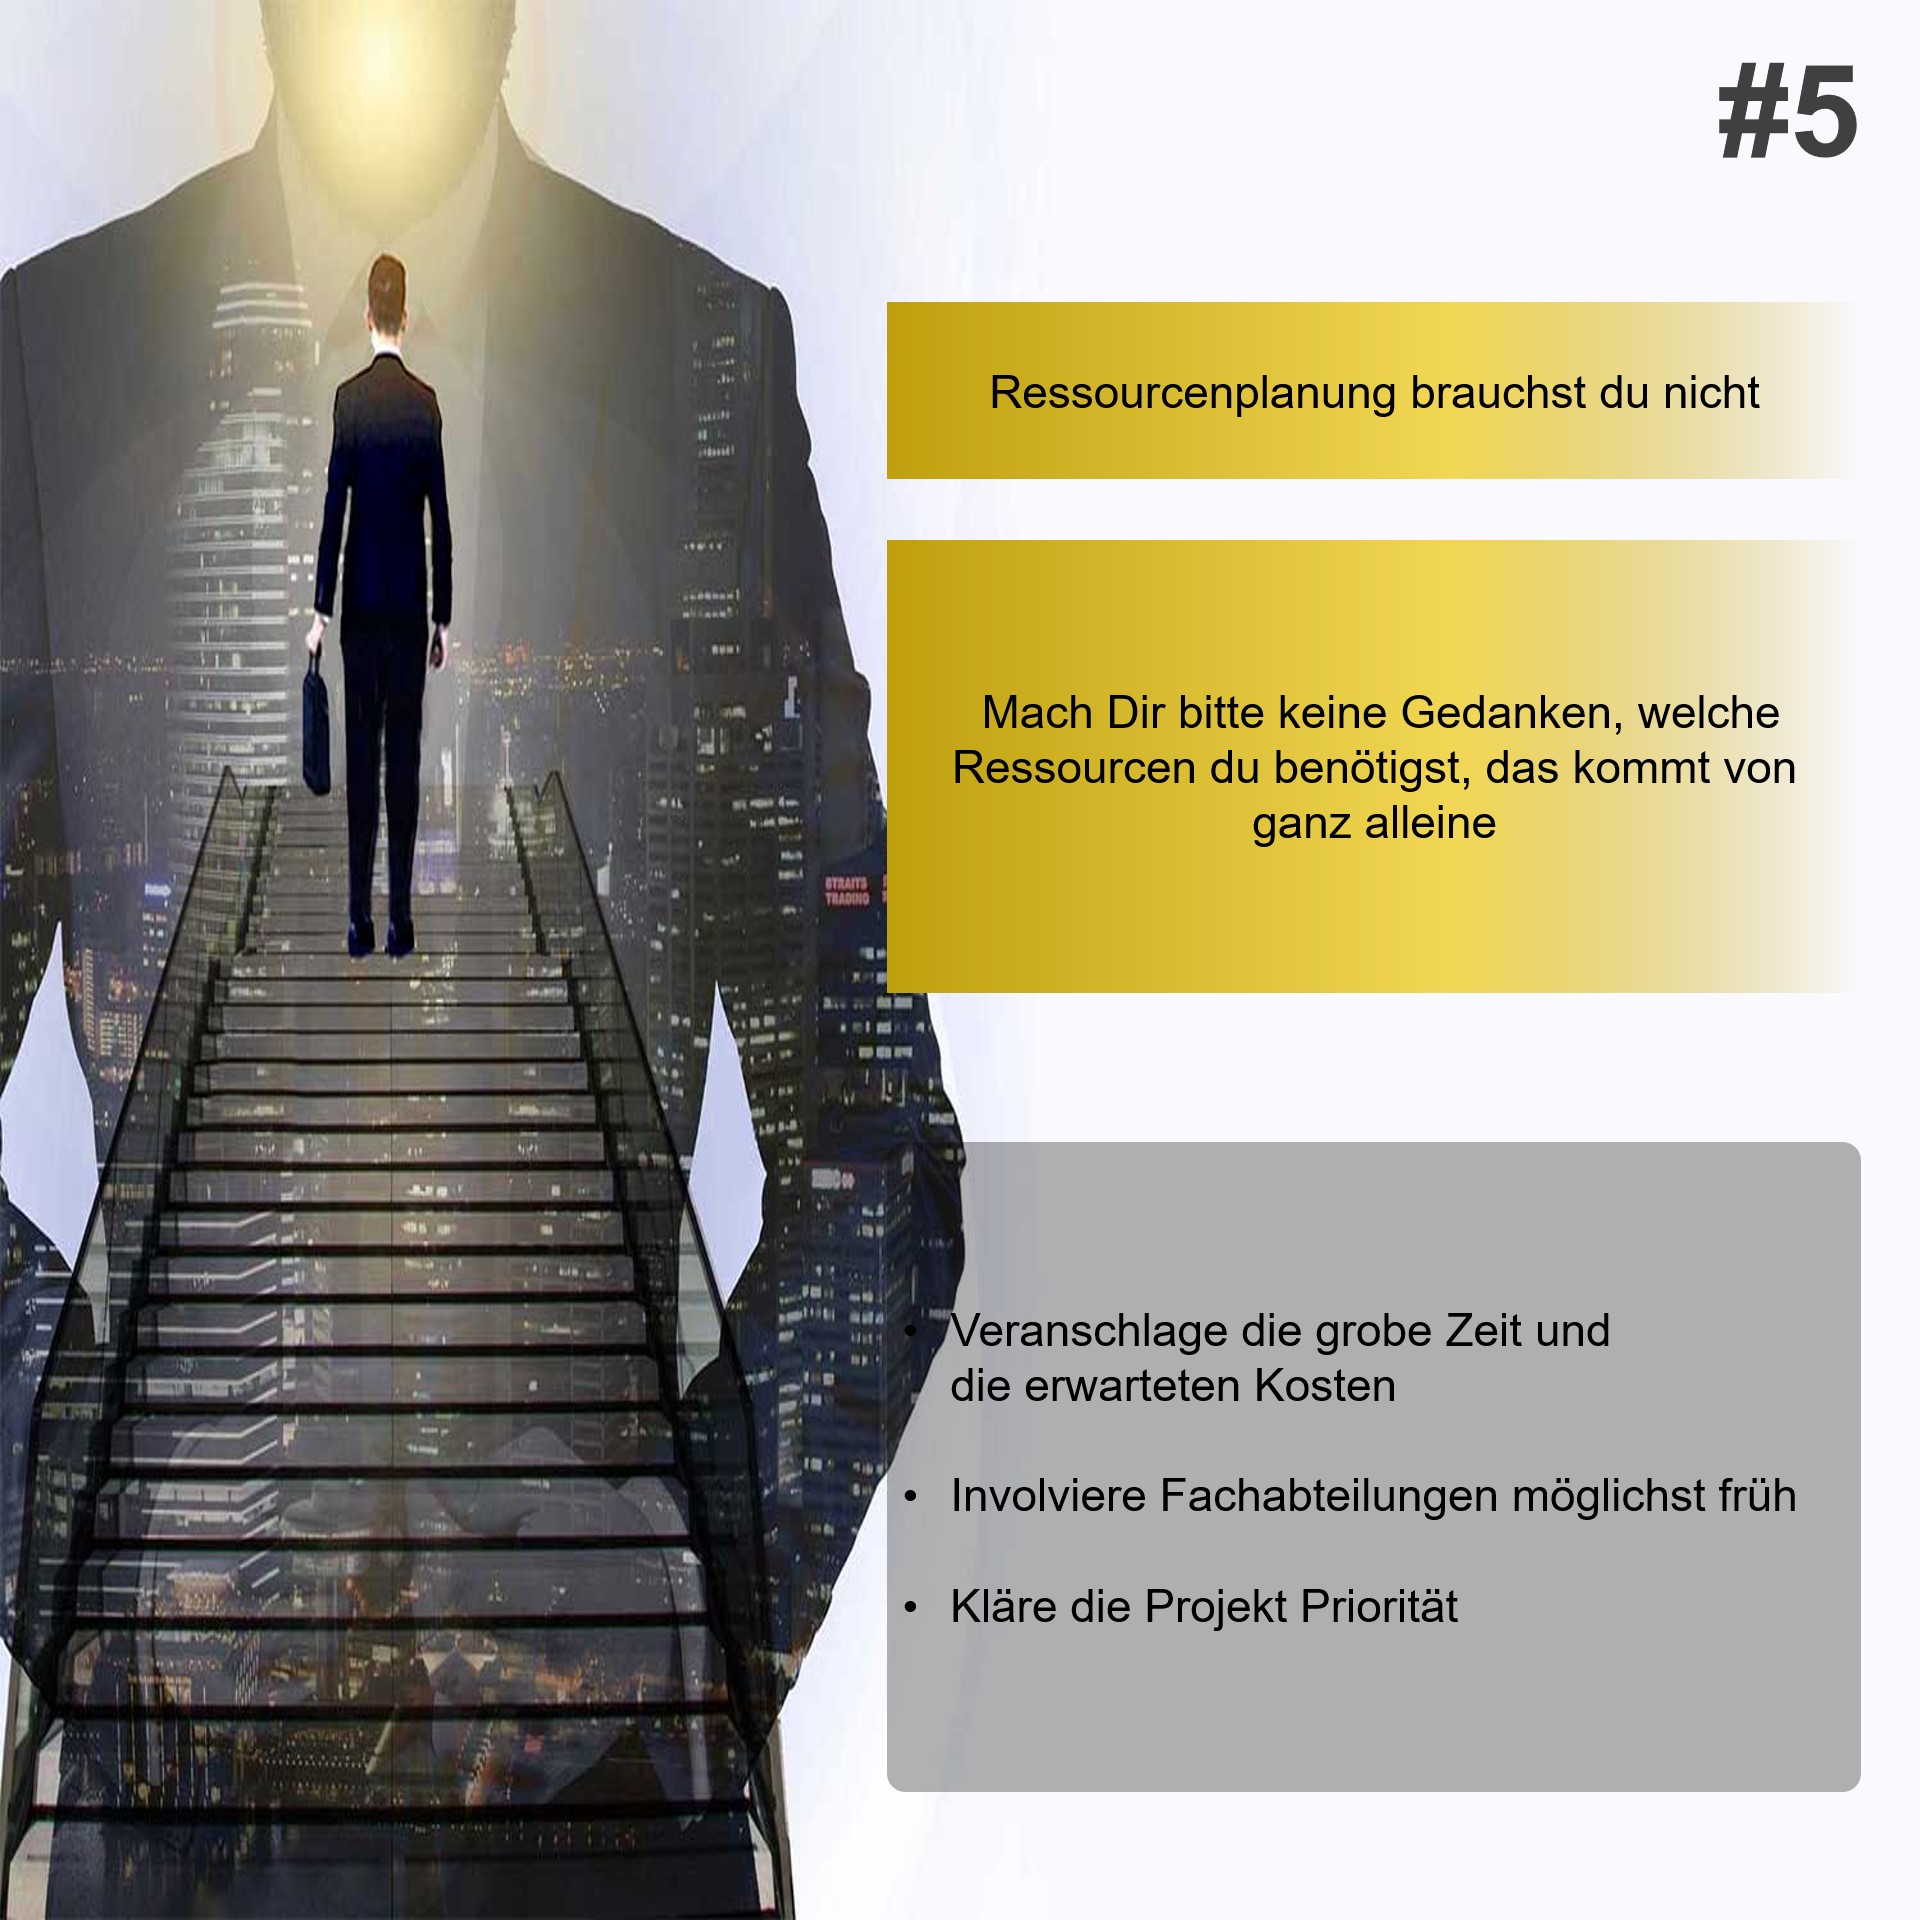 #5
Ressourcenplanung brauchst du nicht
Mach Dir bitte keine Gedanken, welche
Ressourcen du benötigst, das kommt von
ganz alleine
STRAITS
TRADING
• Veranschlage die grobe Zeit und
die erwarteten Kosten
• Involviere Fachabteilungen möglichst früh
• Kläre die Projekt Priorität